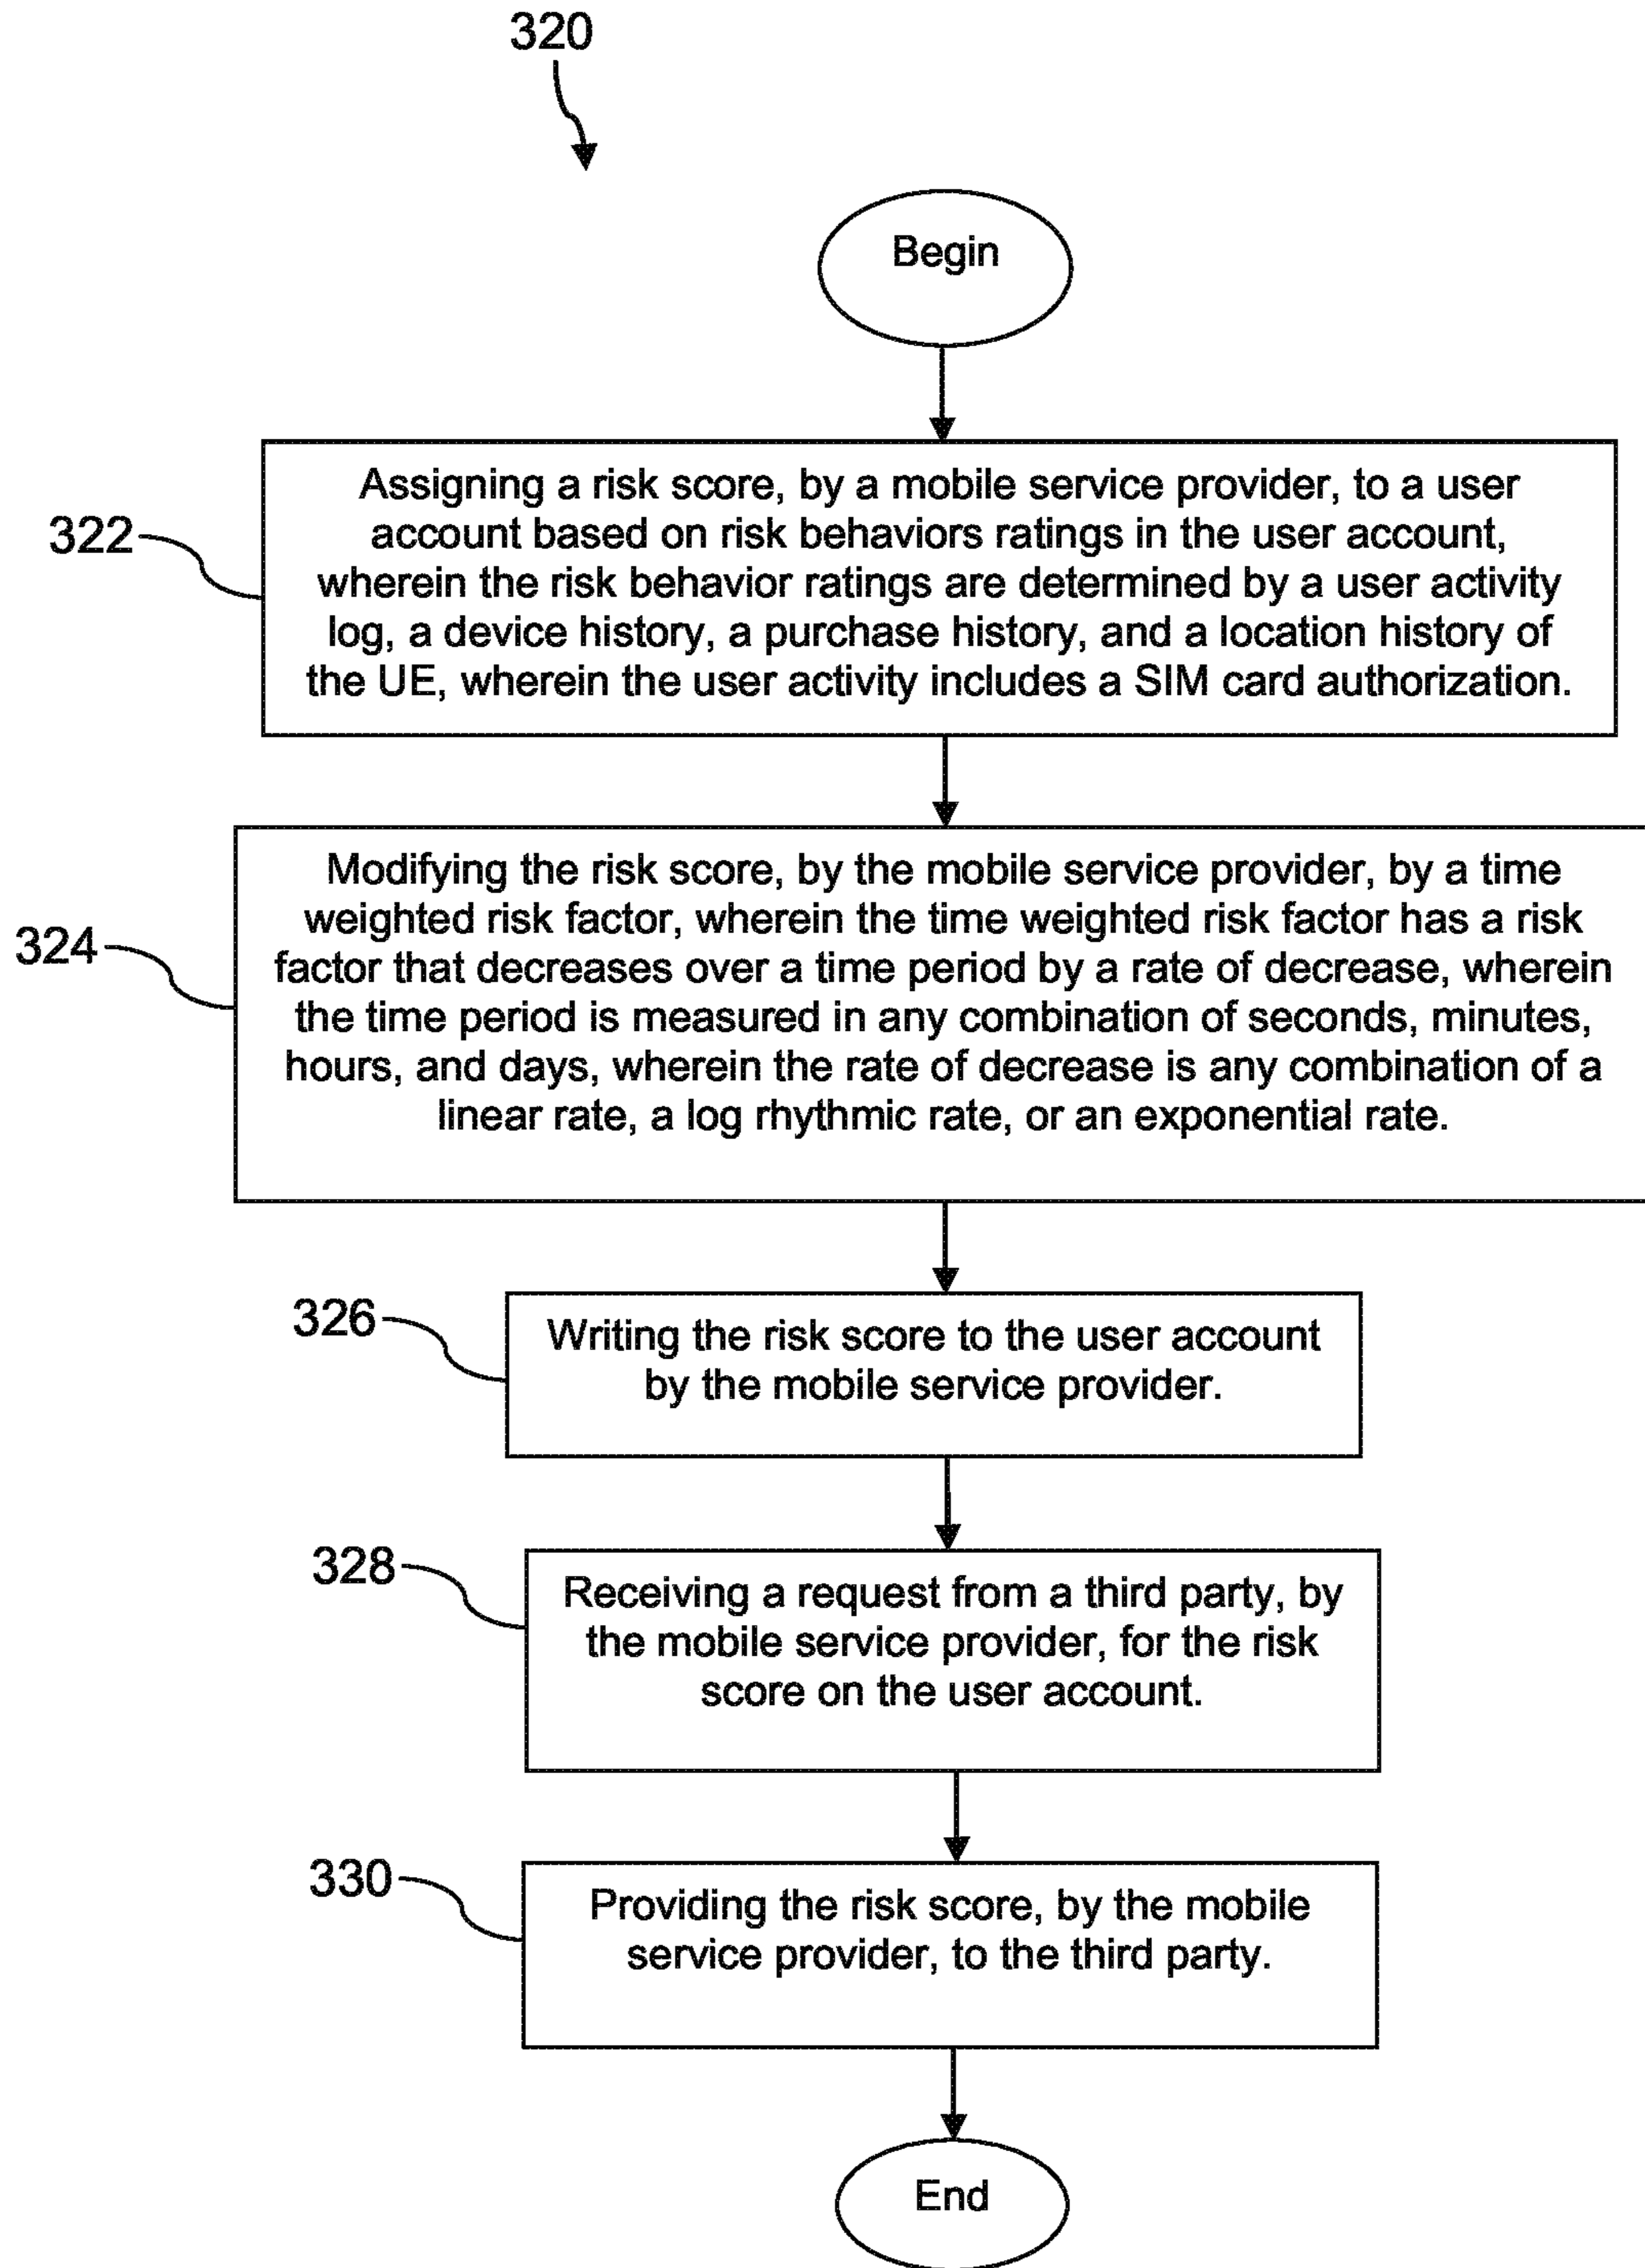 320
Begin
322
Assigning a risk score, by a mobile service provider, to a user
account based on risk behaviors ratings in the user account,
wherein the risk behavior ratings are determined by a user activity
log, a device history, a purchase history, and a location history of
the UE, wherein the user activity includes a SIM card authorization.
324
Modifying the risk score, by the mobile service provider, by a time
weighted risk factor, wherein the time weighted risk factor has a risk
factor that decreases over a time period by a rate of decrease, wherein
the time period is measured in any combination of seconds, minutes,
hours, and days, wherein the rate of decrease is any combination of a
linear rate, a log rhythmic rate, or an exponential rate.
326
Writing the risk score to the user account
by the mobile service provider.
328
Receiving a request from a third party, by
the mobile service provider, for the risk
score on the user account.
330
Providing the risk score, by the mobile
service provider, to the third party.
End